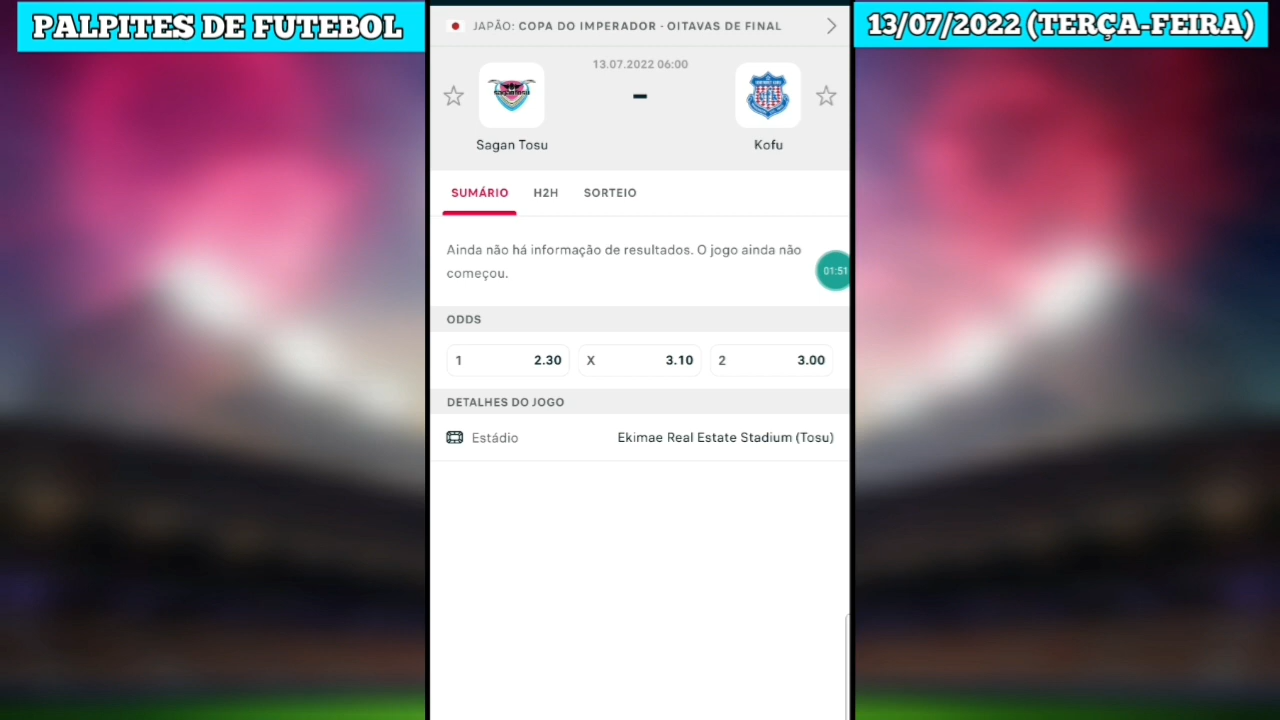 PALPITES DE FUTEBOL
13/07/2022 (TERÇA-FEIRA)
JAPÃO: COPA DO IMPERADOR - OITAVAS DE FINAL
13.07.2022 06:00
-
Sagan Tosu
Kofu
SUMÁRIO H2H SORTEIO
Ainda não há informação de resultados. O jogo ainda não
começou.
01:51
ODDS
1 2.30 X 3.10 2 3.00
DETALHES DO JOGO
Estádio Ekimae Real Estate Stadium (Tosu)